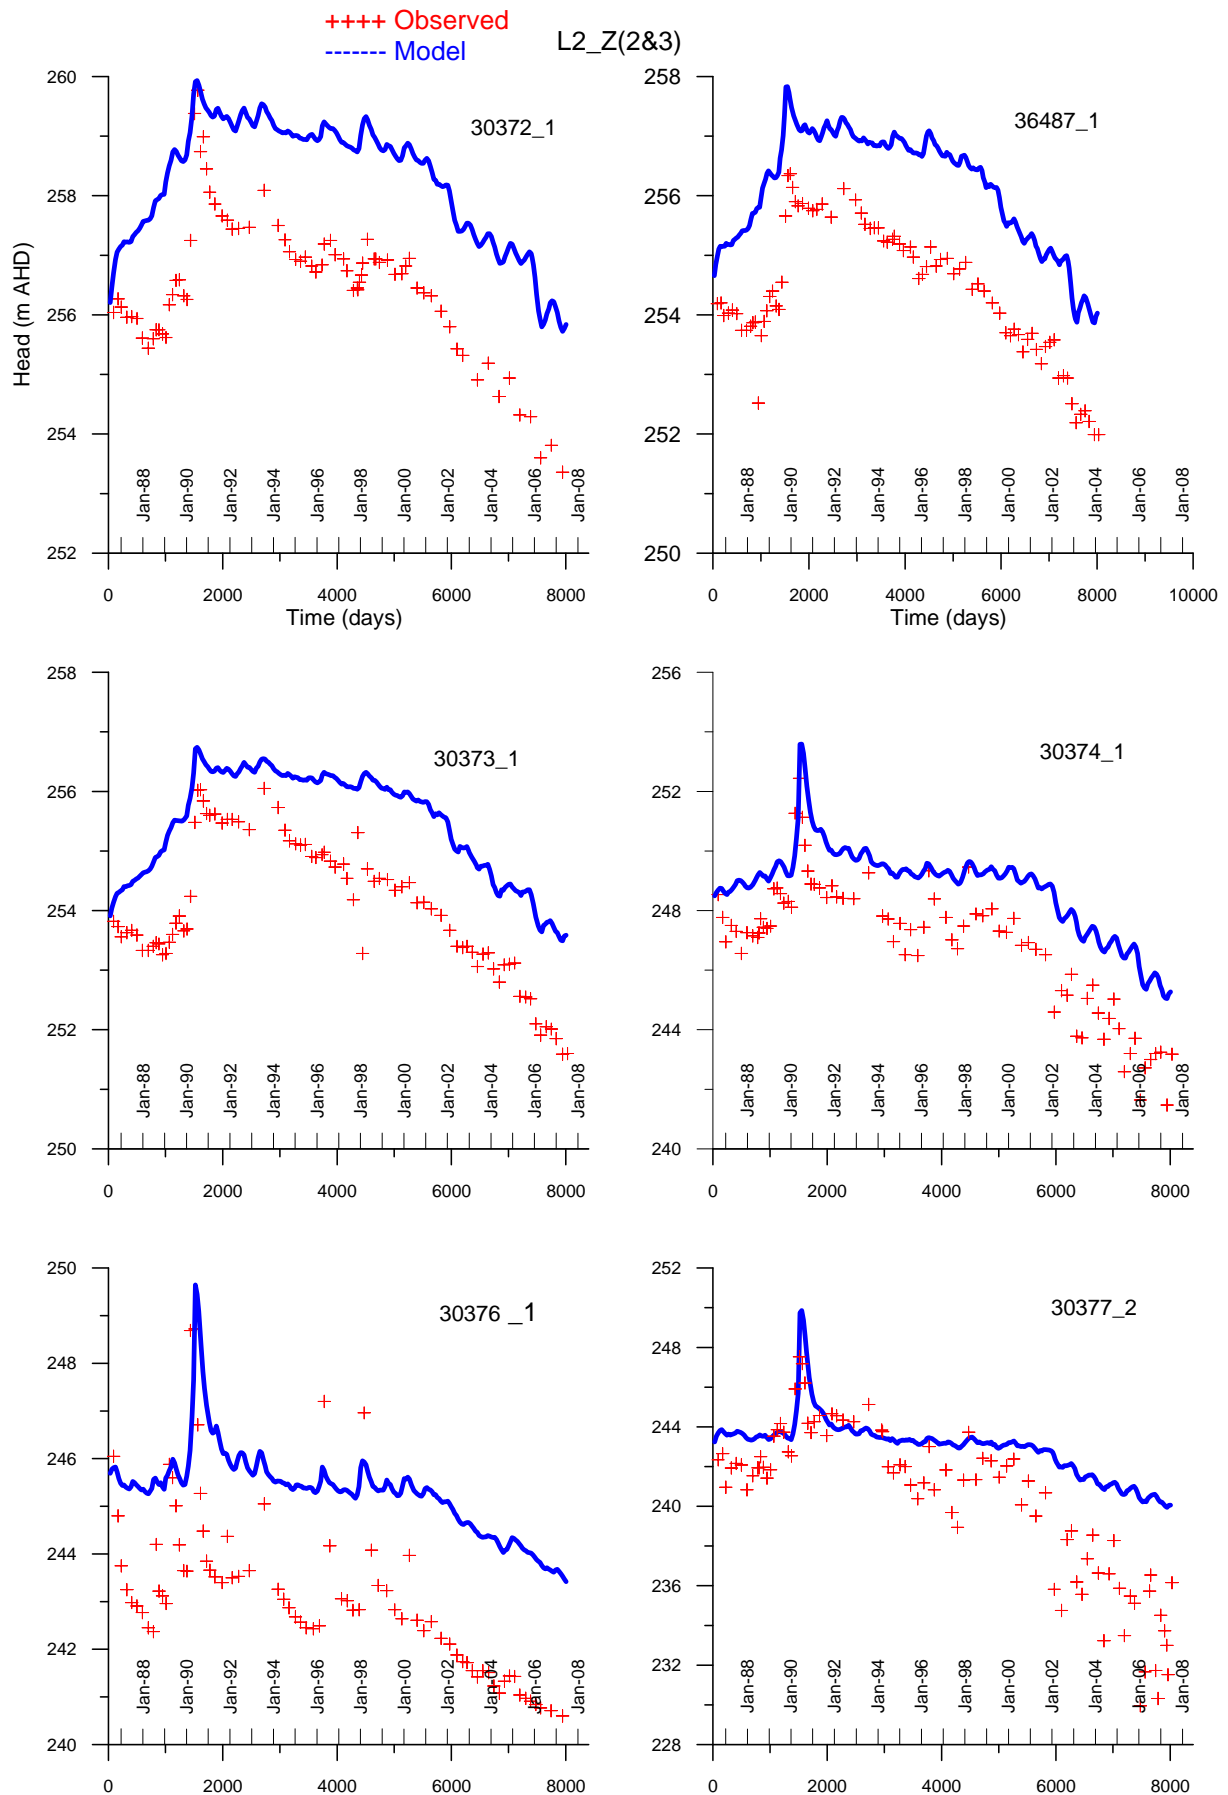 ++++ Observed
------- Model
L2_Z(2&3)
Head (m AHD)
260
258
256
254
252
30372_1
Jan-88 Jan-90 Jan-92 Jan-94 Jan-96 Jan-98 Jan-00 Jan-02 Jan-04 Jan-06 Jan-08
0 2000 4000 6000 8000
Time (days)
258
256
254
252
250
36487_1
Jan-88 Jan-90 Jan-92 Jan-94 Jan-96 Jan-98 Jan-00 Jan-02 Jan-04 Jan-06 Jan-08
0 2000 4000 6000 8000 10000
Time (days)
258
256
254
252
250
30373_1
Jan-88 Jan-90 Jan-92 Jan-94 Jan-96 Jan-98 Jan-00 Jan-02 Jan-04 Jan-06 Jan-08
0 2000 4000 6000 8000
256
252
248
244
240
30374_1
Jan-88 Jan-90 Jan-92 Jan-94 Jan-96 Jan-98 Jan-00 Jan-02 Jan-04 Jan-06 Jan-08
0 2000 4000 6000 8000
250
248
246
244
242
240
30376 _1
Jan-88 Jan-90 Jan-92 Jan-94 Jan-96 Jan-98 Jan-00 Jan-02 Jan-04 Jan-06 Jan-08
0 2000 4000 6000 8000
252
248
244
240
236
232
228
30377_2
Jan-88 Jan-90 Jan-92 Jan-94 Jan-96 Jan-98 Jan-00 Jan-02 Jan-04 Jan-06 Jan-08
0 2000 4000 6000 8000